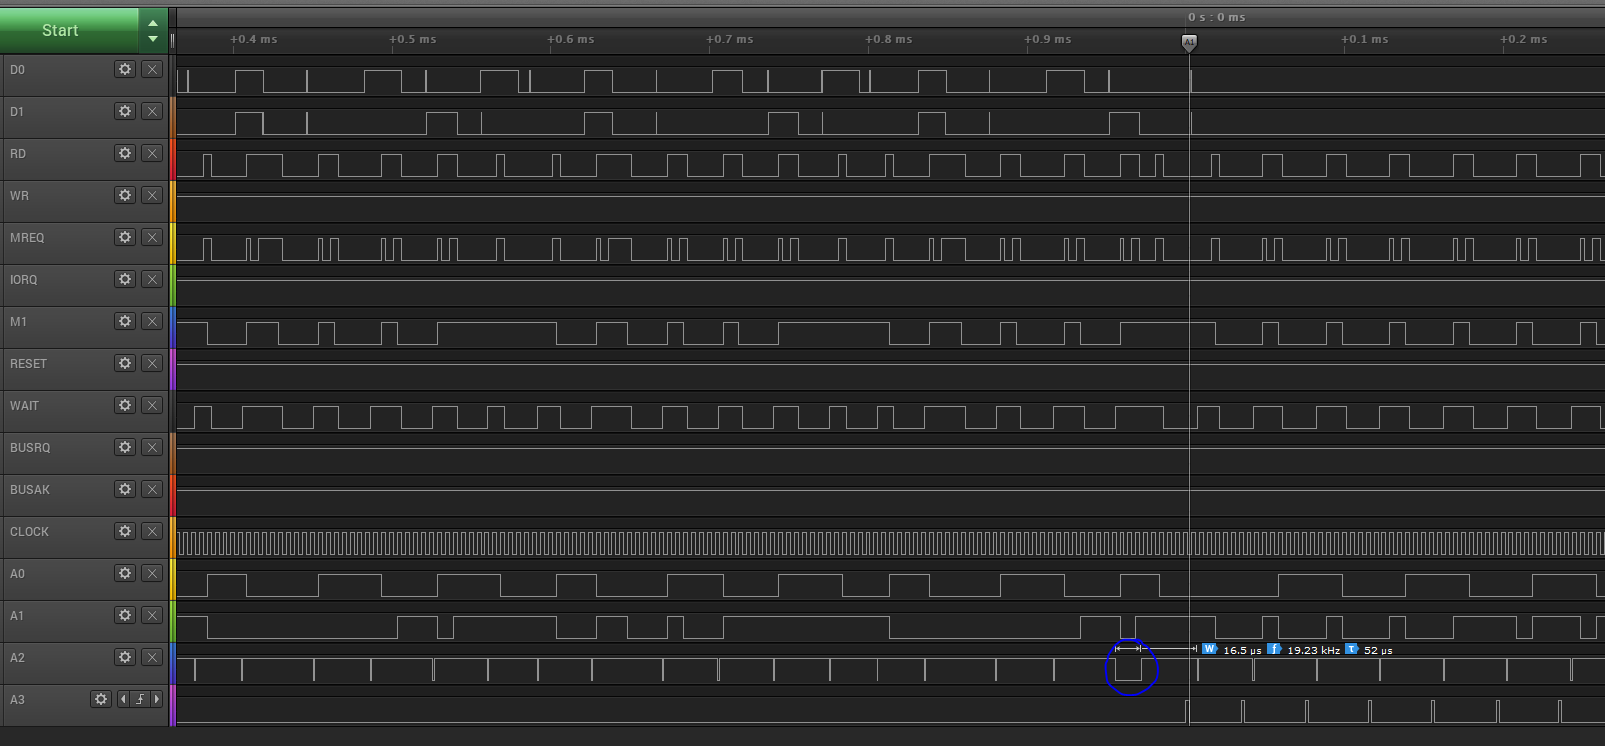 0 s : 0 ms
Start
+0.4 ms +0.5 ms +0.6 ms +0.7 ms +0.8 ms +0.9 ms A1 +0.1 ms +0.2 ms
D0
D1
RD
WR
MREQ
IORQ
M1
RESET
WAIT
BUSRQ
BUSAK
CLOCK
A0
A1
W 16.5 µs f 19.23 kHz T 52 µs
A2
A3